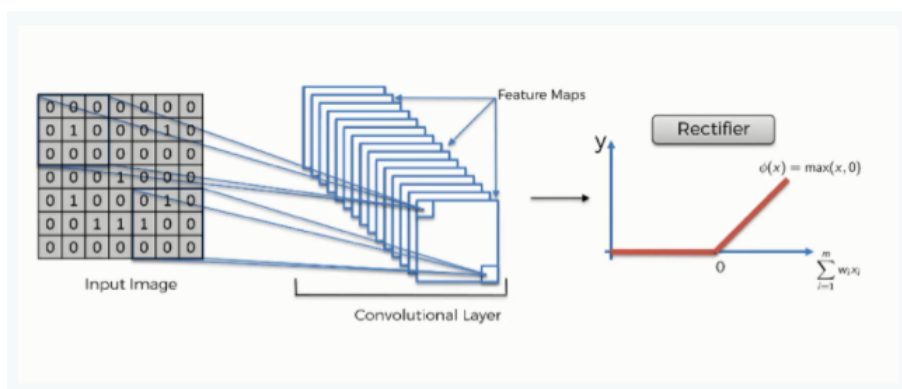 0 0 0 0 0 0 0
0 1 0 0 0 1 0
0 0 0 0 0 0 0
0 0 0 1 0 0 0
0 1 0 0 0 1 0
0 0 1 1 1 0 0
0 0 0 0 0 0 0
Input Image
Feature Maps
Convolutional Layer
Rectifier
y
ϕ(x) = max(x, 0)
0
m
∑ wᵢxᵢ
i=1